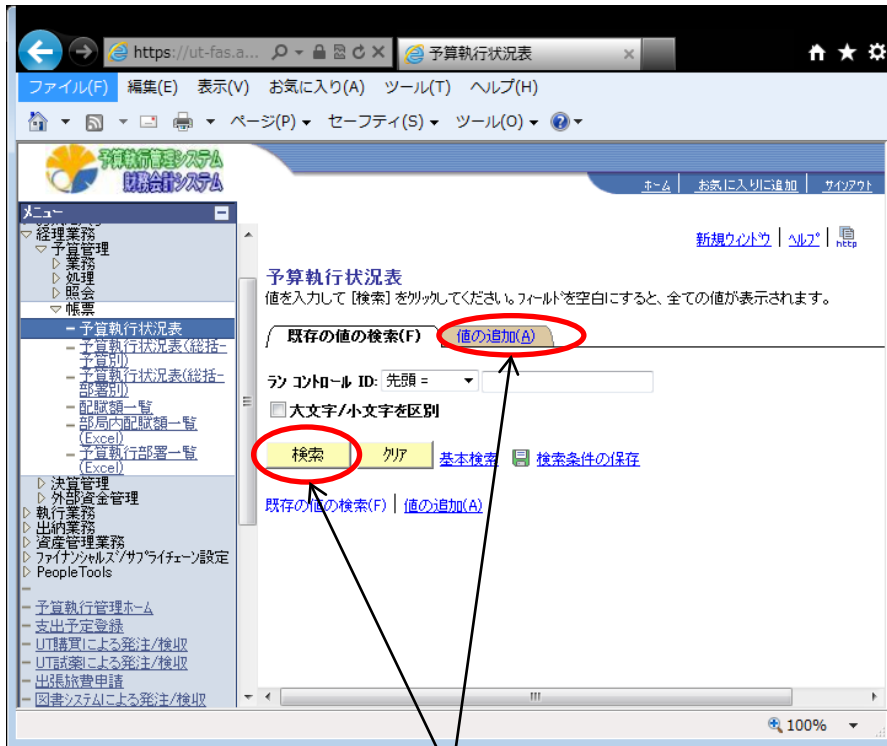 https://ut-fas.a...
予算執行状況表
ファイル(F) 編集(E) 表示(V) お気に入り(A) ツール(T) ヘルプ(H)
ページ(P) セーフティ(S) ツール(O)
予算執行管理システム
財務会計システム
ホーム お気に入りに追加 サインアウト
メニュー
経理業務
予算管理
業務
処理
照会
帳票
予算執行状況表
予算執行状況表(総括-
予算別)
予算執行状況表(総括-
部署別)
配賦額一覧
部局内配賦額一覧
(Excel)
予算執行部署一覧
(Excel)
決算管理
外部資金管理
執行業務
出納業務
資産管理業務
ファイナンシャルズ/サプライチェーン設定
PeopleTools
予算執行管理ホーム
支出予定登録
UT購買による発注/検収
UT試薬による発注/検収
出張旅費申請
図書システムによる発注/検収
新規ウィンドウ | ヘルプ | http
予算執行状況表
値を入力して [検索] をクリックしてください。フィールドを空白にすると、全ての値が表示されます。
既存の値の検索(F) 値の追加(A)
ラン コントロール ID: 先頭 =
大文字/小文字を区別
検索 クリア 基本検索 検索条件の保存
既存の値の検索(F) | 値の追加(A)
100%